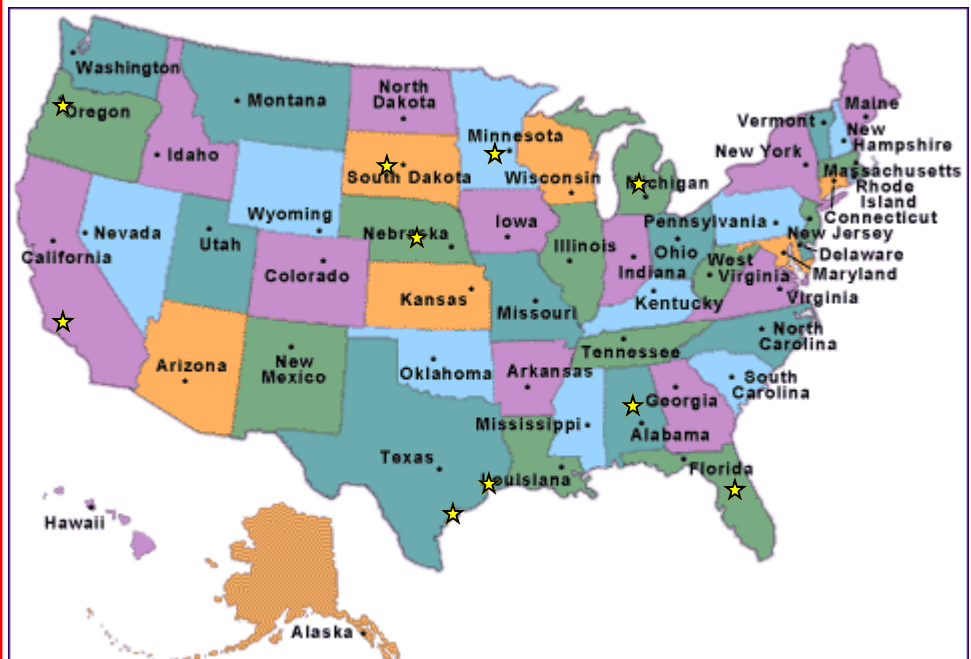 Washington
Oregon
Montana
North
Dakota
Minnesota
Idaho
South Dakota
Wisconsin
Michigan
Vermont
Maine
New
Hampshire
New York
Massachusetts
Rhode
Island
Connecticut
Wyoming
Nebraska
Iowa
Pennsylvania
New Jersey
Nevada
Utah
Colorado
Illinois
Indiana
Ohio
West
Virginia
Delaware
Maryland
California
Kansas
Missouri
Kentucky
Virginia
Arizona
New
Mexico
Oklahoma
Arkansas
Tennessee
North
Carolina
South
Carolina
Mississippi
Georgia
Alabama
Texas
Louisiana
Florida
Hawaii
Alaska